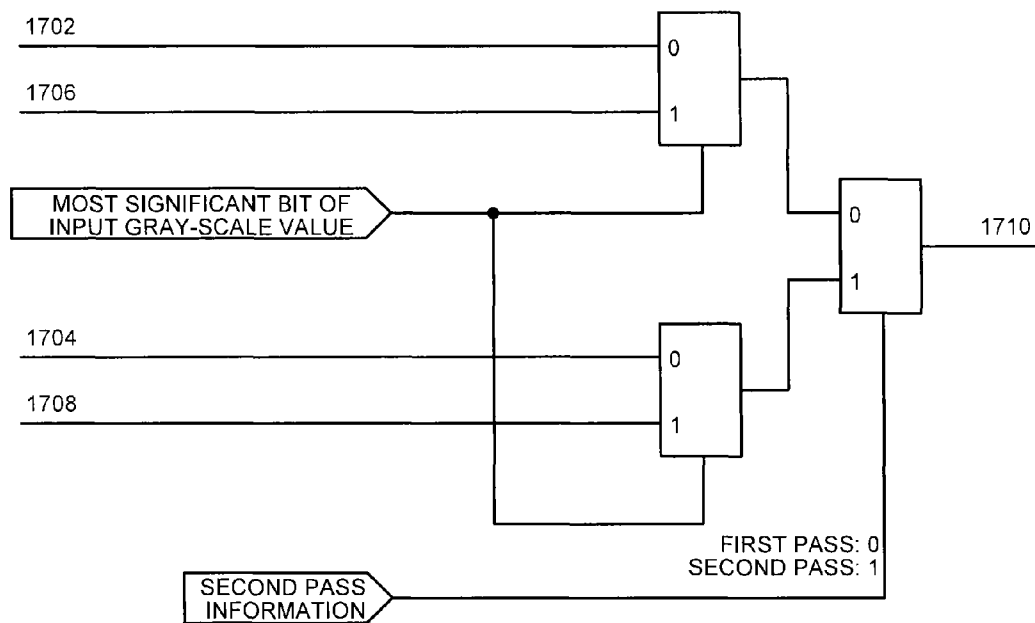 1702
0
1706
1
MOST SIGNIFICANT BIT OF
INPUT GRAY-SCALE VALUE
0
1710
1
1704
0
1708
1
FIRST PASS: 0
SECOND PASS: 1
SECOND PASS
INFORMATION